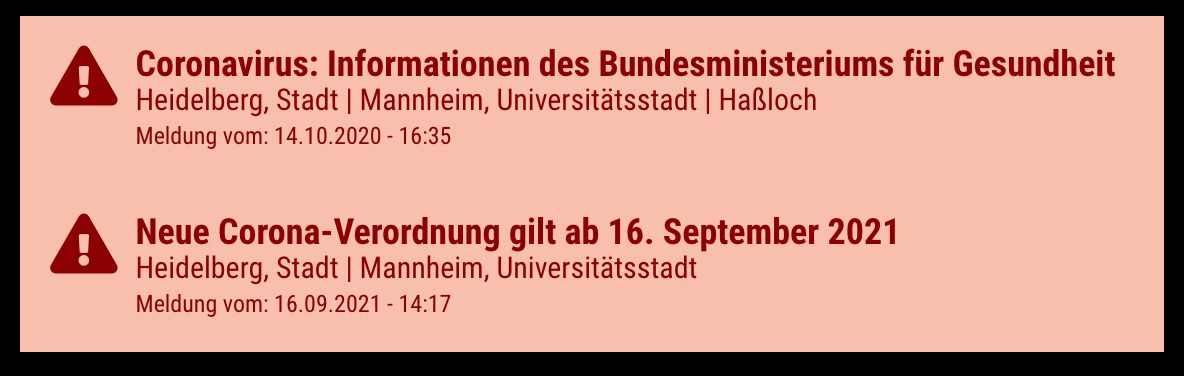 Coronavirus: Informationen des Bundesministeriums für Gesundheit
Heidelberg, Stadt | Mannheim, Universitätsstadt | Haßloch
Meldung vom: 14.10.2020 - 16:35
Neue Corona-Verordnung gilt ab 16. September 2021
Heidelberg, Stadt | Mannheim, Universitätsstadt
Meldung vom: 16.09.2021 - 14:17